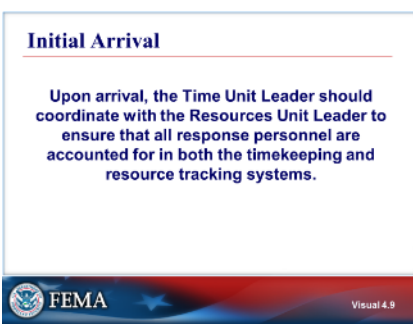 Initial Arrival
Upon arrival, the Time Unit Leader should
coordinate with the Resources Unit Leader to
ensure that all response personnel are
accounted for in both the timekeeping and
resource tracking systems.
FEMA
Visual 4.9